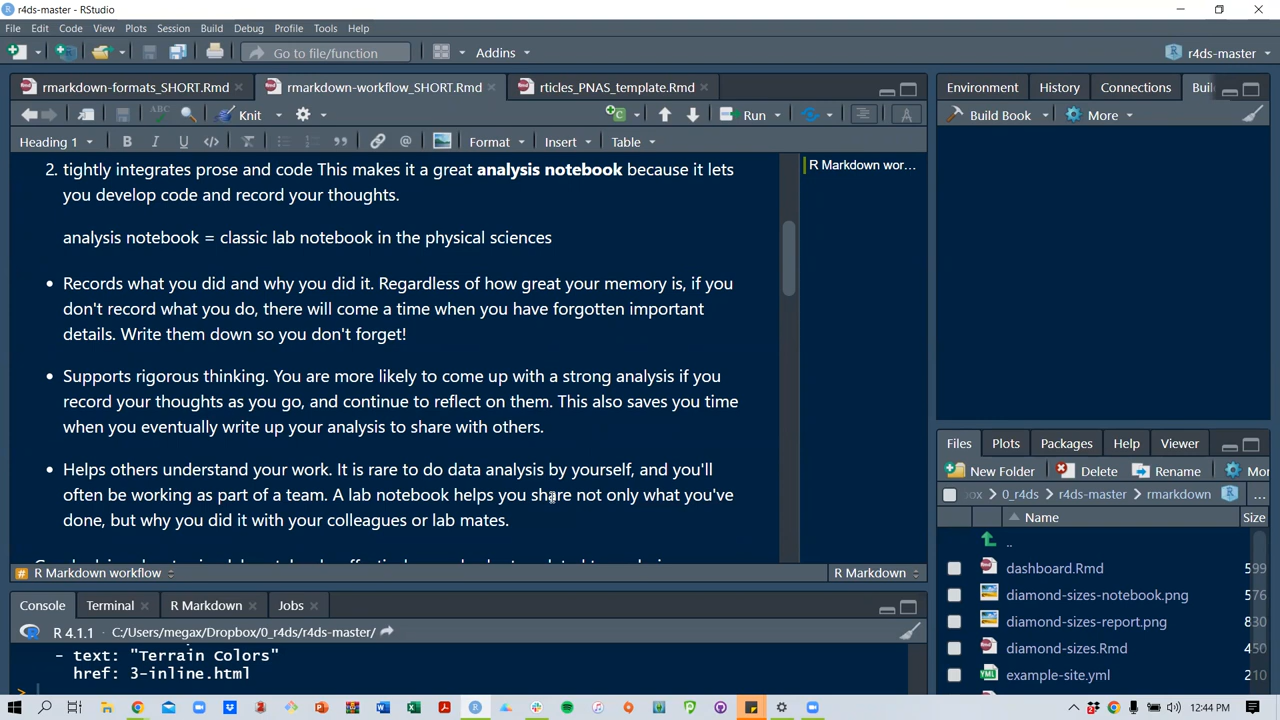 r4ds-master - RStudio
File Edit Code View Plots Session Build Debug Profile Tools Help
Go to file/function Addins r4ds-master
rmarkdown-formats_SHORT.Rmd rmarkdown-workflow_SHORT.Rmd rticles_PNAS_template.Rmd
Knit Run
Heading 1 B I U Format Insert Table
2. tightly integrates prose and code This makes it a great analysis notebook because it lets
you develop code and record your thoughts.
analysis notebook = classic lab notebook in the physical sciences
• Records what you did and why you did it. Regardless of how great your memory is, if you
don't record what you do, there will come a time when you have forgotten important
details. Write them down so you don't forget!
• Supports rigorous thinking. You are more likely to come up with a strong analysis if you
record your thoughts as you go, and continue to reflect on them. This also saves you time
when you eventually write up your analysis to share with others.
• Helps others understand your work. It is rare to do data analysis by yourself, and you'll
often be working as part of a team. A lab notebook helps you share not only what you've
done, but why you did it with your colleagues or lab mates.
R Markdown wor...
# R Markdown workflow R Markdown
Console Terminal R Markdown Jobs
R 4.1.1 · C:/Users/megax/Dropbox/0_r4ds/r4ds-master/
- text: "Terrain Colors"
href: 3-inline.html
>
Environment History Connections
Build Book More
Files Plots Packages Help Viewer
New Folder Delete Rename
0_r4ds r4ds-master rmarkdown ...
Name Size
..
dashboard.Rmd 599
diamond-sizes-notebook.png 576
diamond-sizes-report.png 830
diamond-sizes.Rmd 450
example-site.yml 210
12:44 PM